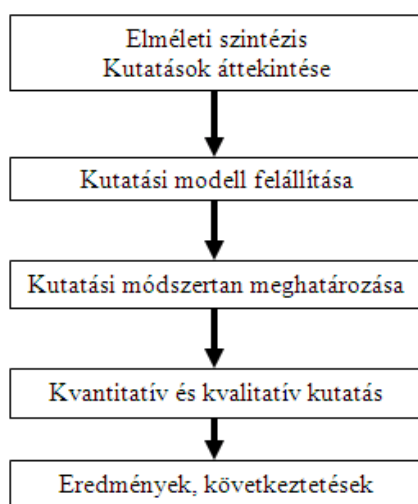 Elméleti szintézis
Kutatások áttekintése
Kutatási modell felállítása
Kutatási módszertan meghatározása
Kvantitatív és kvalitatív kutatás
Eredmények, következtetések